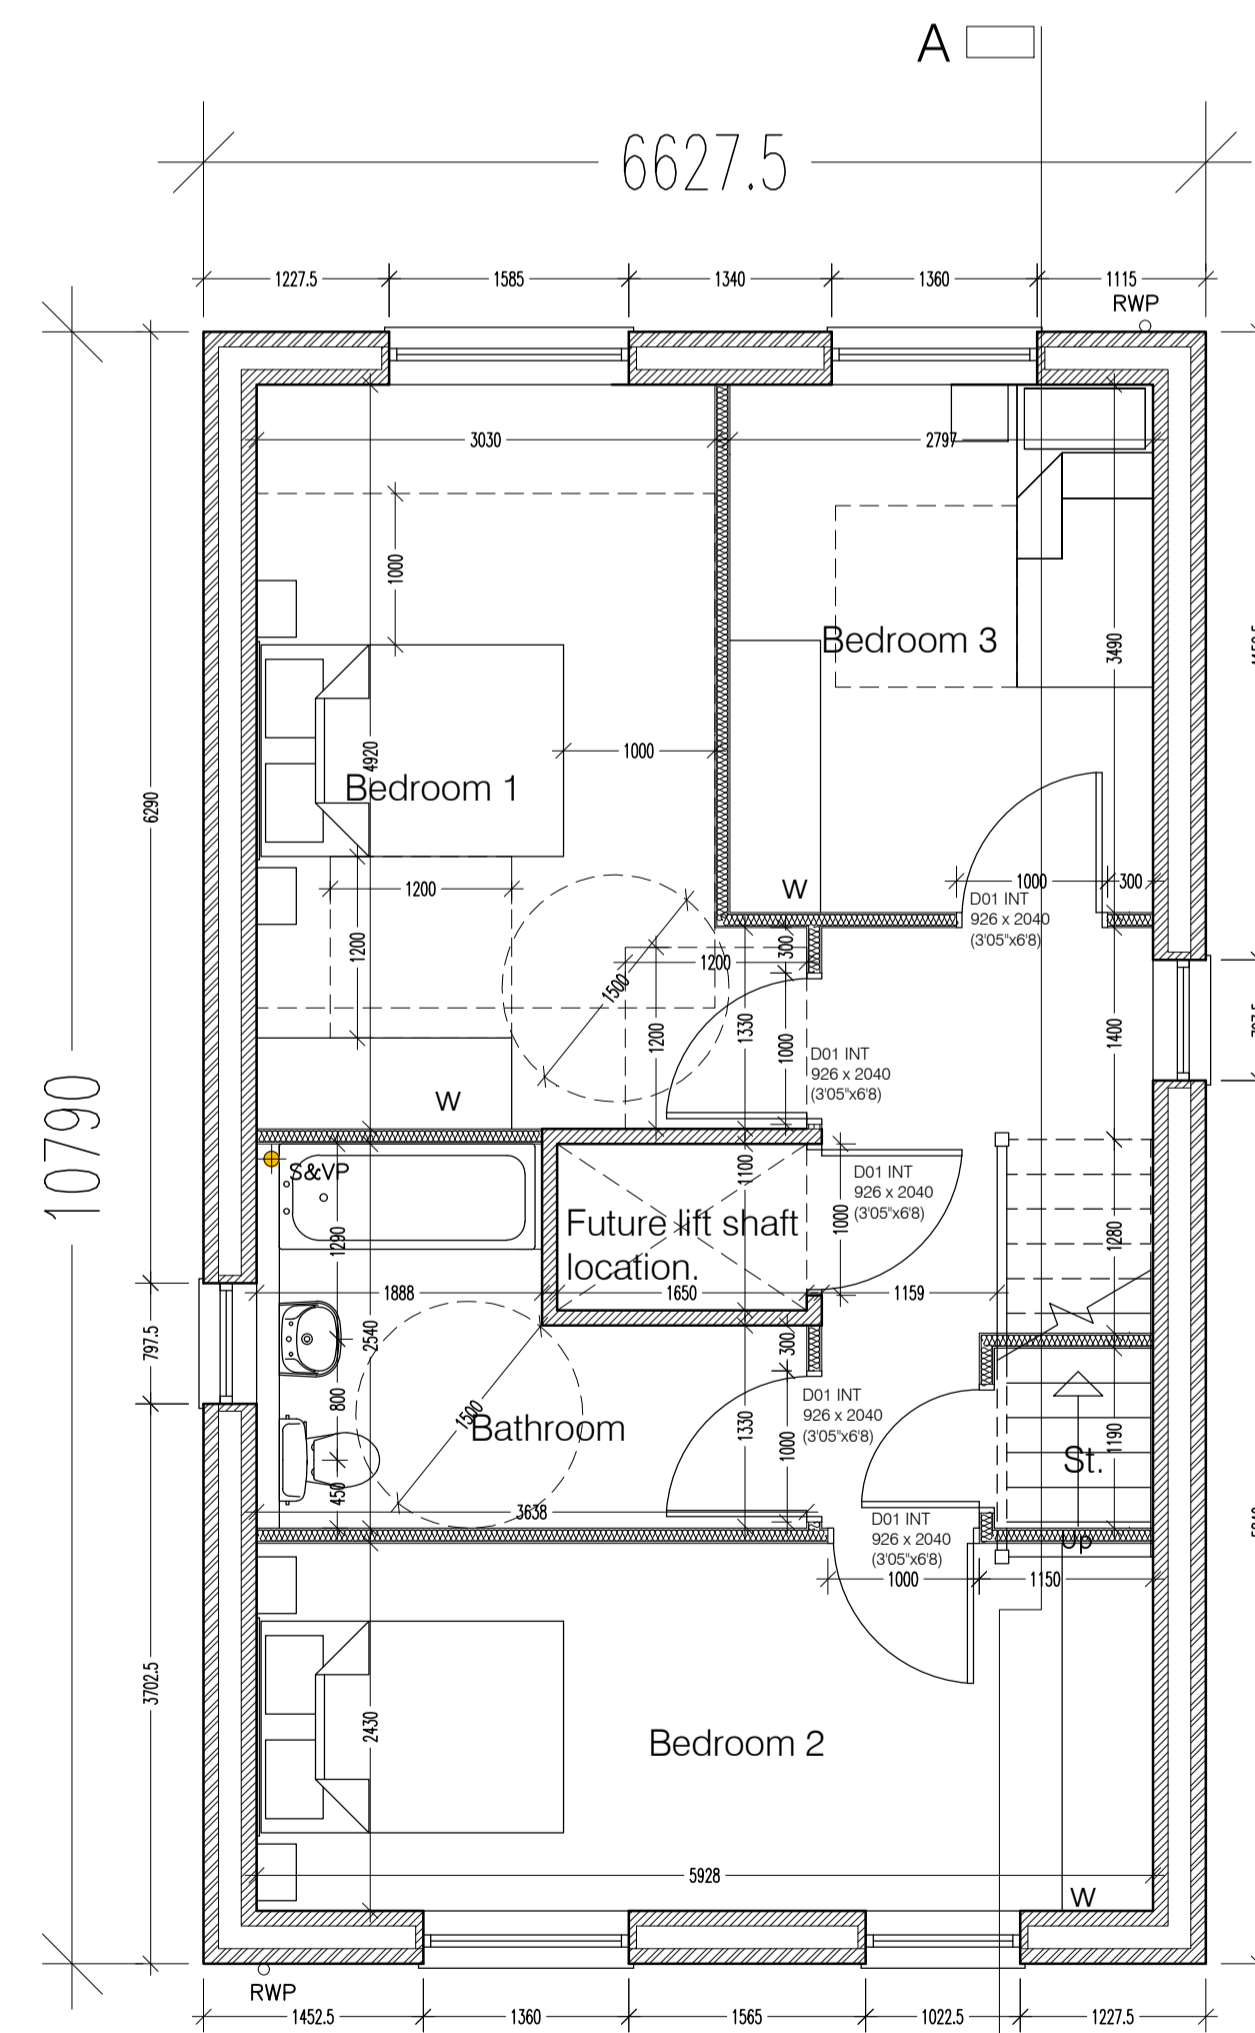 A
6627.5
1227.5
1585
1340
1360
1115
RWP
3030
2797
1000
Bedroom 3
3490
4920
1000
Bedroom 1
6290
1200
W
1000
300
D01 INT
926 x 2040
(3'05"x6'8)
1200
300
1200
1500
1200
1330
1000
1400
D01 INT
926 x 2040
(3'05"x6'8)
W
10790
S&VP
1100
D01 INT
926 x 2040
(3'05"x6'8)
Future lift shaft
location.
1000
1290
1280
1888
1650
1159
797.5
2540
300
800
D01 INT
926 x 2040
(3'05"x6'8)
1500
Bathroom
1330
1000
1190
St.
450
3638
D01 INT
926 x 2040
(3'05"x6'8)
Up
1000
1150
3702.5
2430
Bedroom 2
5928
W
RWP
1452.5
1360
1565
1022.5
1227.5